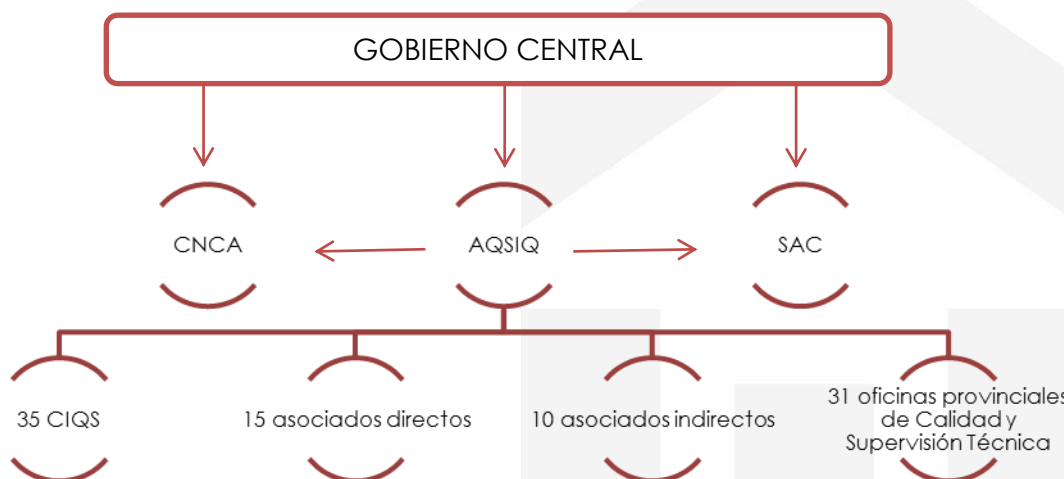 GOBIERNO CENTRAL
CNCA
AQSIQ
SAC
35 CIQS
15 asociados directos
10 asociados indirectos
31 oficinas provinciales
de Calidad y
Supervisión Técnica